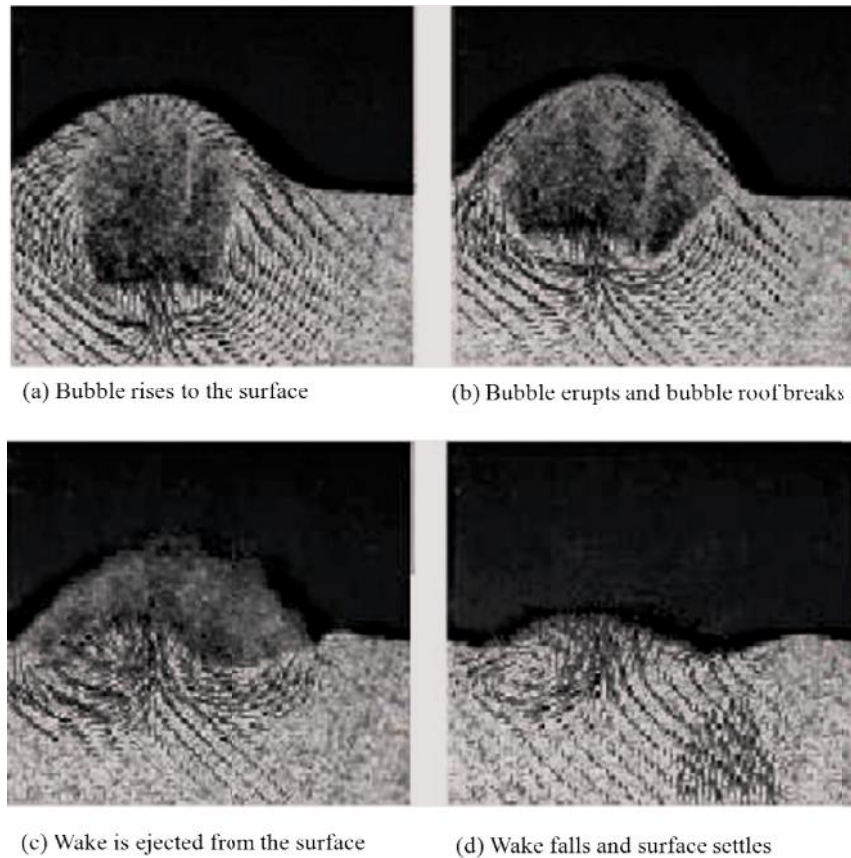 (a) Bubble rises to the surface
(b) Bubble erupts and bubble roof breaks
(c) Wake is ejected from the surface
(d) Wake falls and surface settles